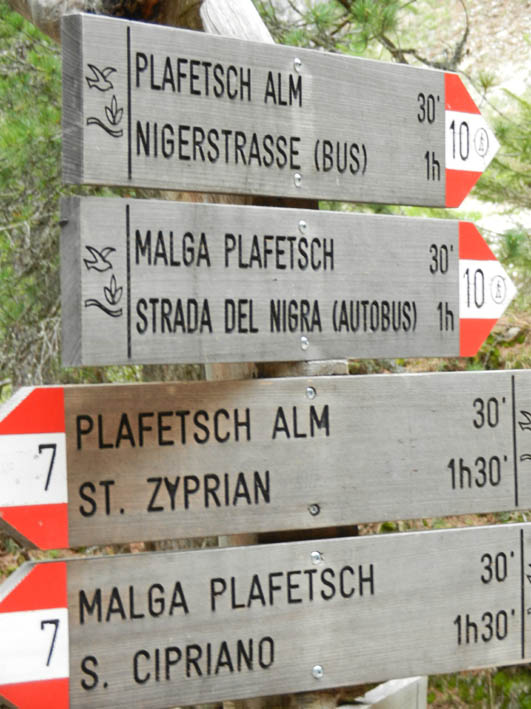 PLAFETSCH ALM 30'
NIGERSTRASSE (BUS) 1h
10
MALGA PLAFETSCH 30'
STRADA DEL NIGRA (AUTOBUS) 1h
10
PLAFETSCH ALM 30'
7
ST. ZYPRIAN 1h30'
MALGA PLAFETSCH 30'
7
S. CIPRIANO 1h30'